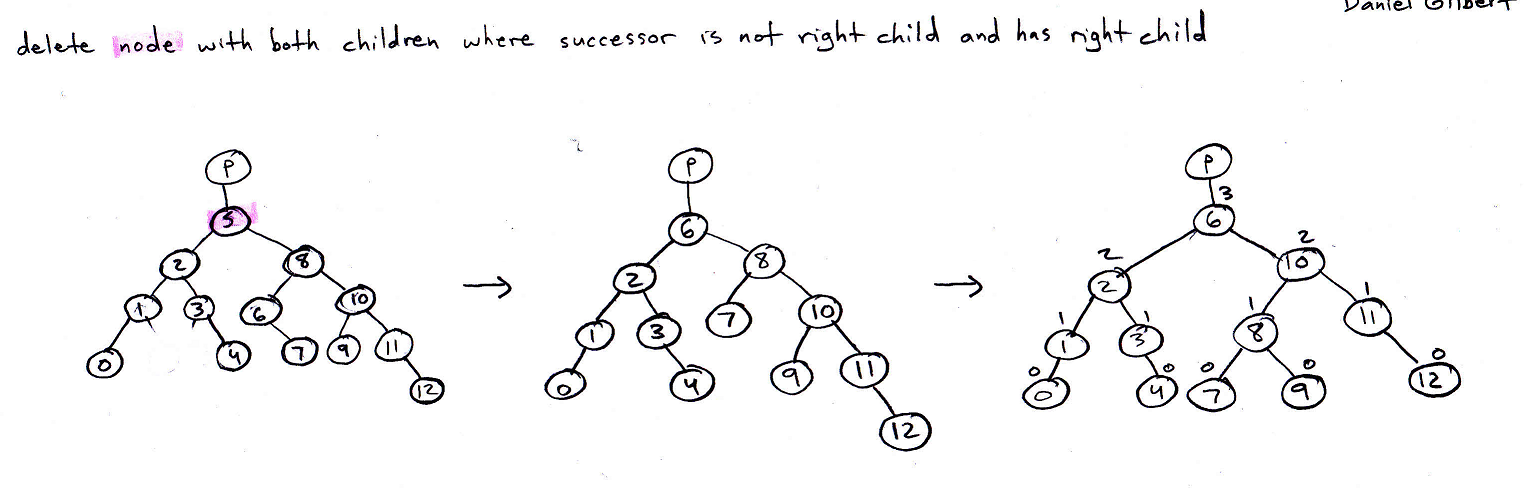 Daniel Gilbert
delete node with both children where successor is not right child and has right child
P P P
3
5 6 6
2 8 2 8 2 2 10
1 3 6 10 1 3 7 10 1 1 3 1 8 1 11
0 4 7 9 11 0 4 9 11 0 0 0 4 0 7 0 9 0 12
12 12